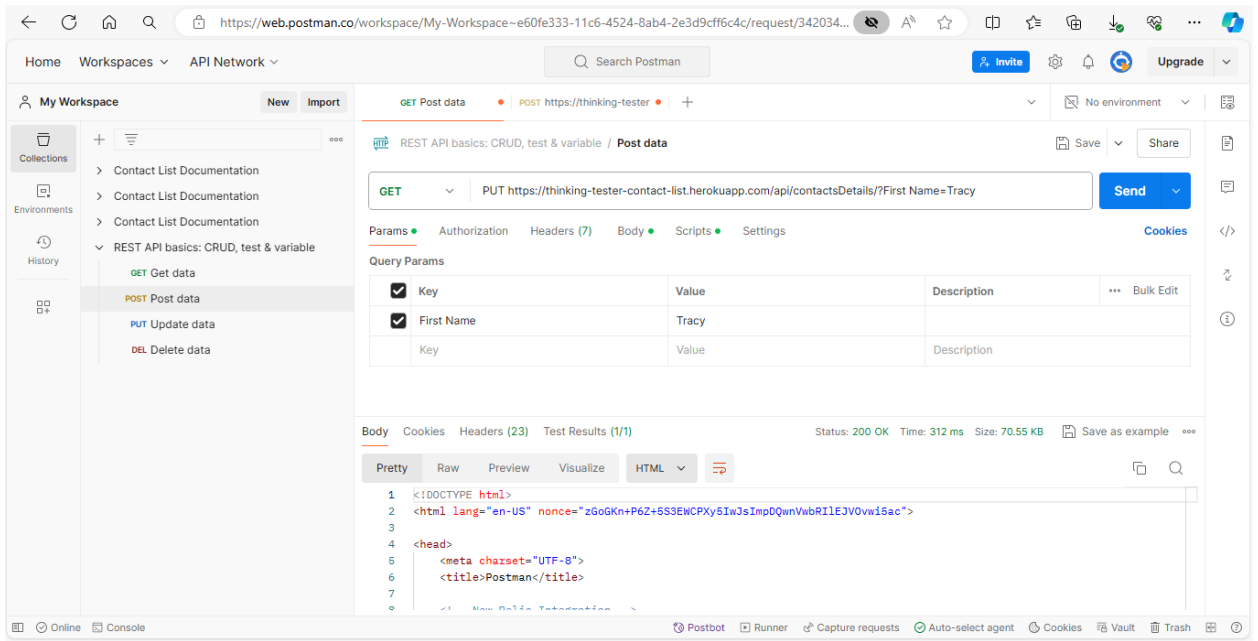 https://web.postman.co/workspace/My-Workspace~e60fe333-11c6-4524-8ab4-2e3d9cff6c4c/request/342034...
Home Workspaces API Network Search Postman Invite Upgrade
My Workspace New Import GET Post data POST https://thinking-tester No environment
Collections
Environments
History
Contact List Documentation
Contact List Documentation
Contact List Documentation
REST API basics: CRUD, test & variable
GET Get data
POST Post data
PUT Update data
DEL Delete data
HTTP REST API basics: CRUD, test & variable / Post data Save Share
GET PUT https://thinking-tester-contact-list.herokuapp.com/api/contactsDetails/?First Name=Tracy Send
Params Authorization Headers (7) Body Scripts Settings Cookies
Query Params
Key Value Description Bulk Edit
First Name Tracy
Key Value Description
Body Cookies Headers (23) Test Results (1/1) Status: 200 OK Time: 312 ms Size: 70.55 KB Save as example
Pretty Raw Preview Visualize HTML
1 <!DOCTYPE html>
2 <html lang="en-US" nonce="zGoGKn+P6Z+5S3EWCPXy5IwJsImpDQwnVwbRIlEJVOvwi5ac">
3
4 <head>
5 <meta charset="UTF-8">
6 <title>Postman</title>
7
8 <!-- New Relic Integration -->
Online Console Postbot Runner Capture requests Auto-select agent Cookies Vault Trash